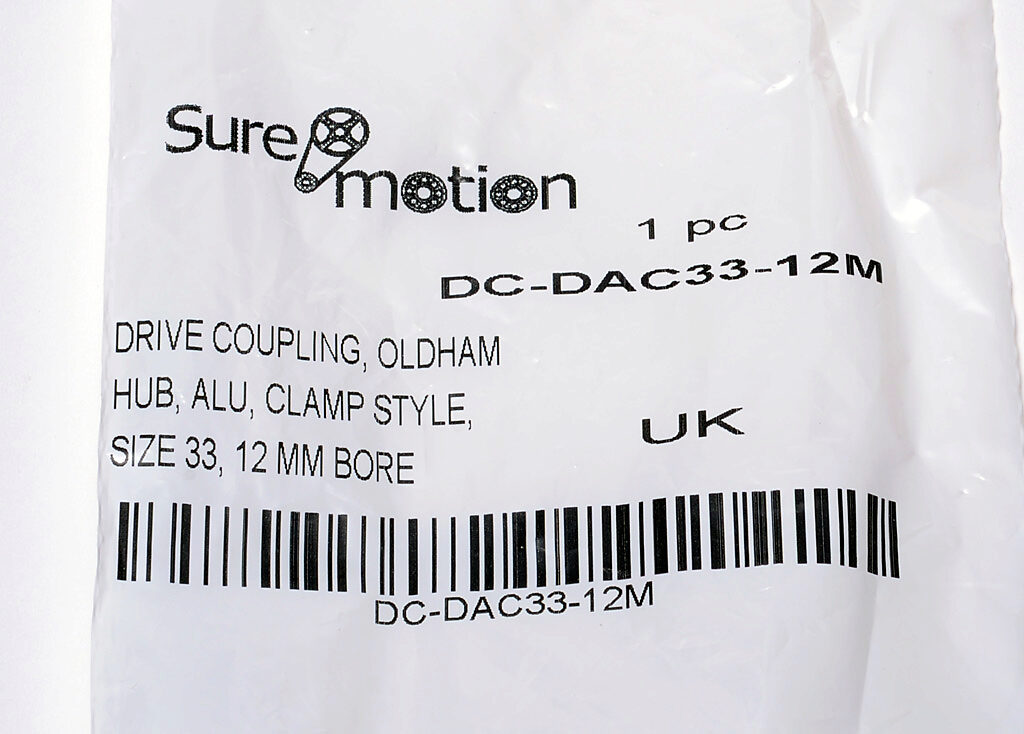 Sure motion
1 pc
DC-DAC33-12M
DRIVE COUPLING, OLDHAM
HUB, ALU, CLAMP STYLE,
SIZE 33, 12 MM BORE
UK
DC-DAC33-12M